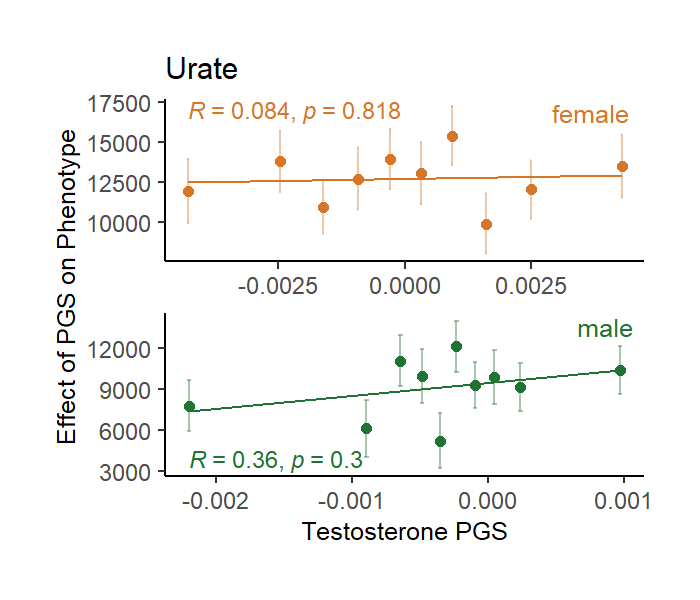 Urate
Effect of PGS on Phenotype
17500
15000
12500
10000
R = 0.084, p = 0.818
female
-0.0025 0.0000 0.0025
12000
9000
6000
3000
male
R = 0.36, p = 0.3
-0.002 -0.001 0.000 0.001
Testosterone PGS